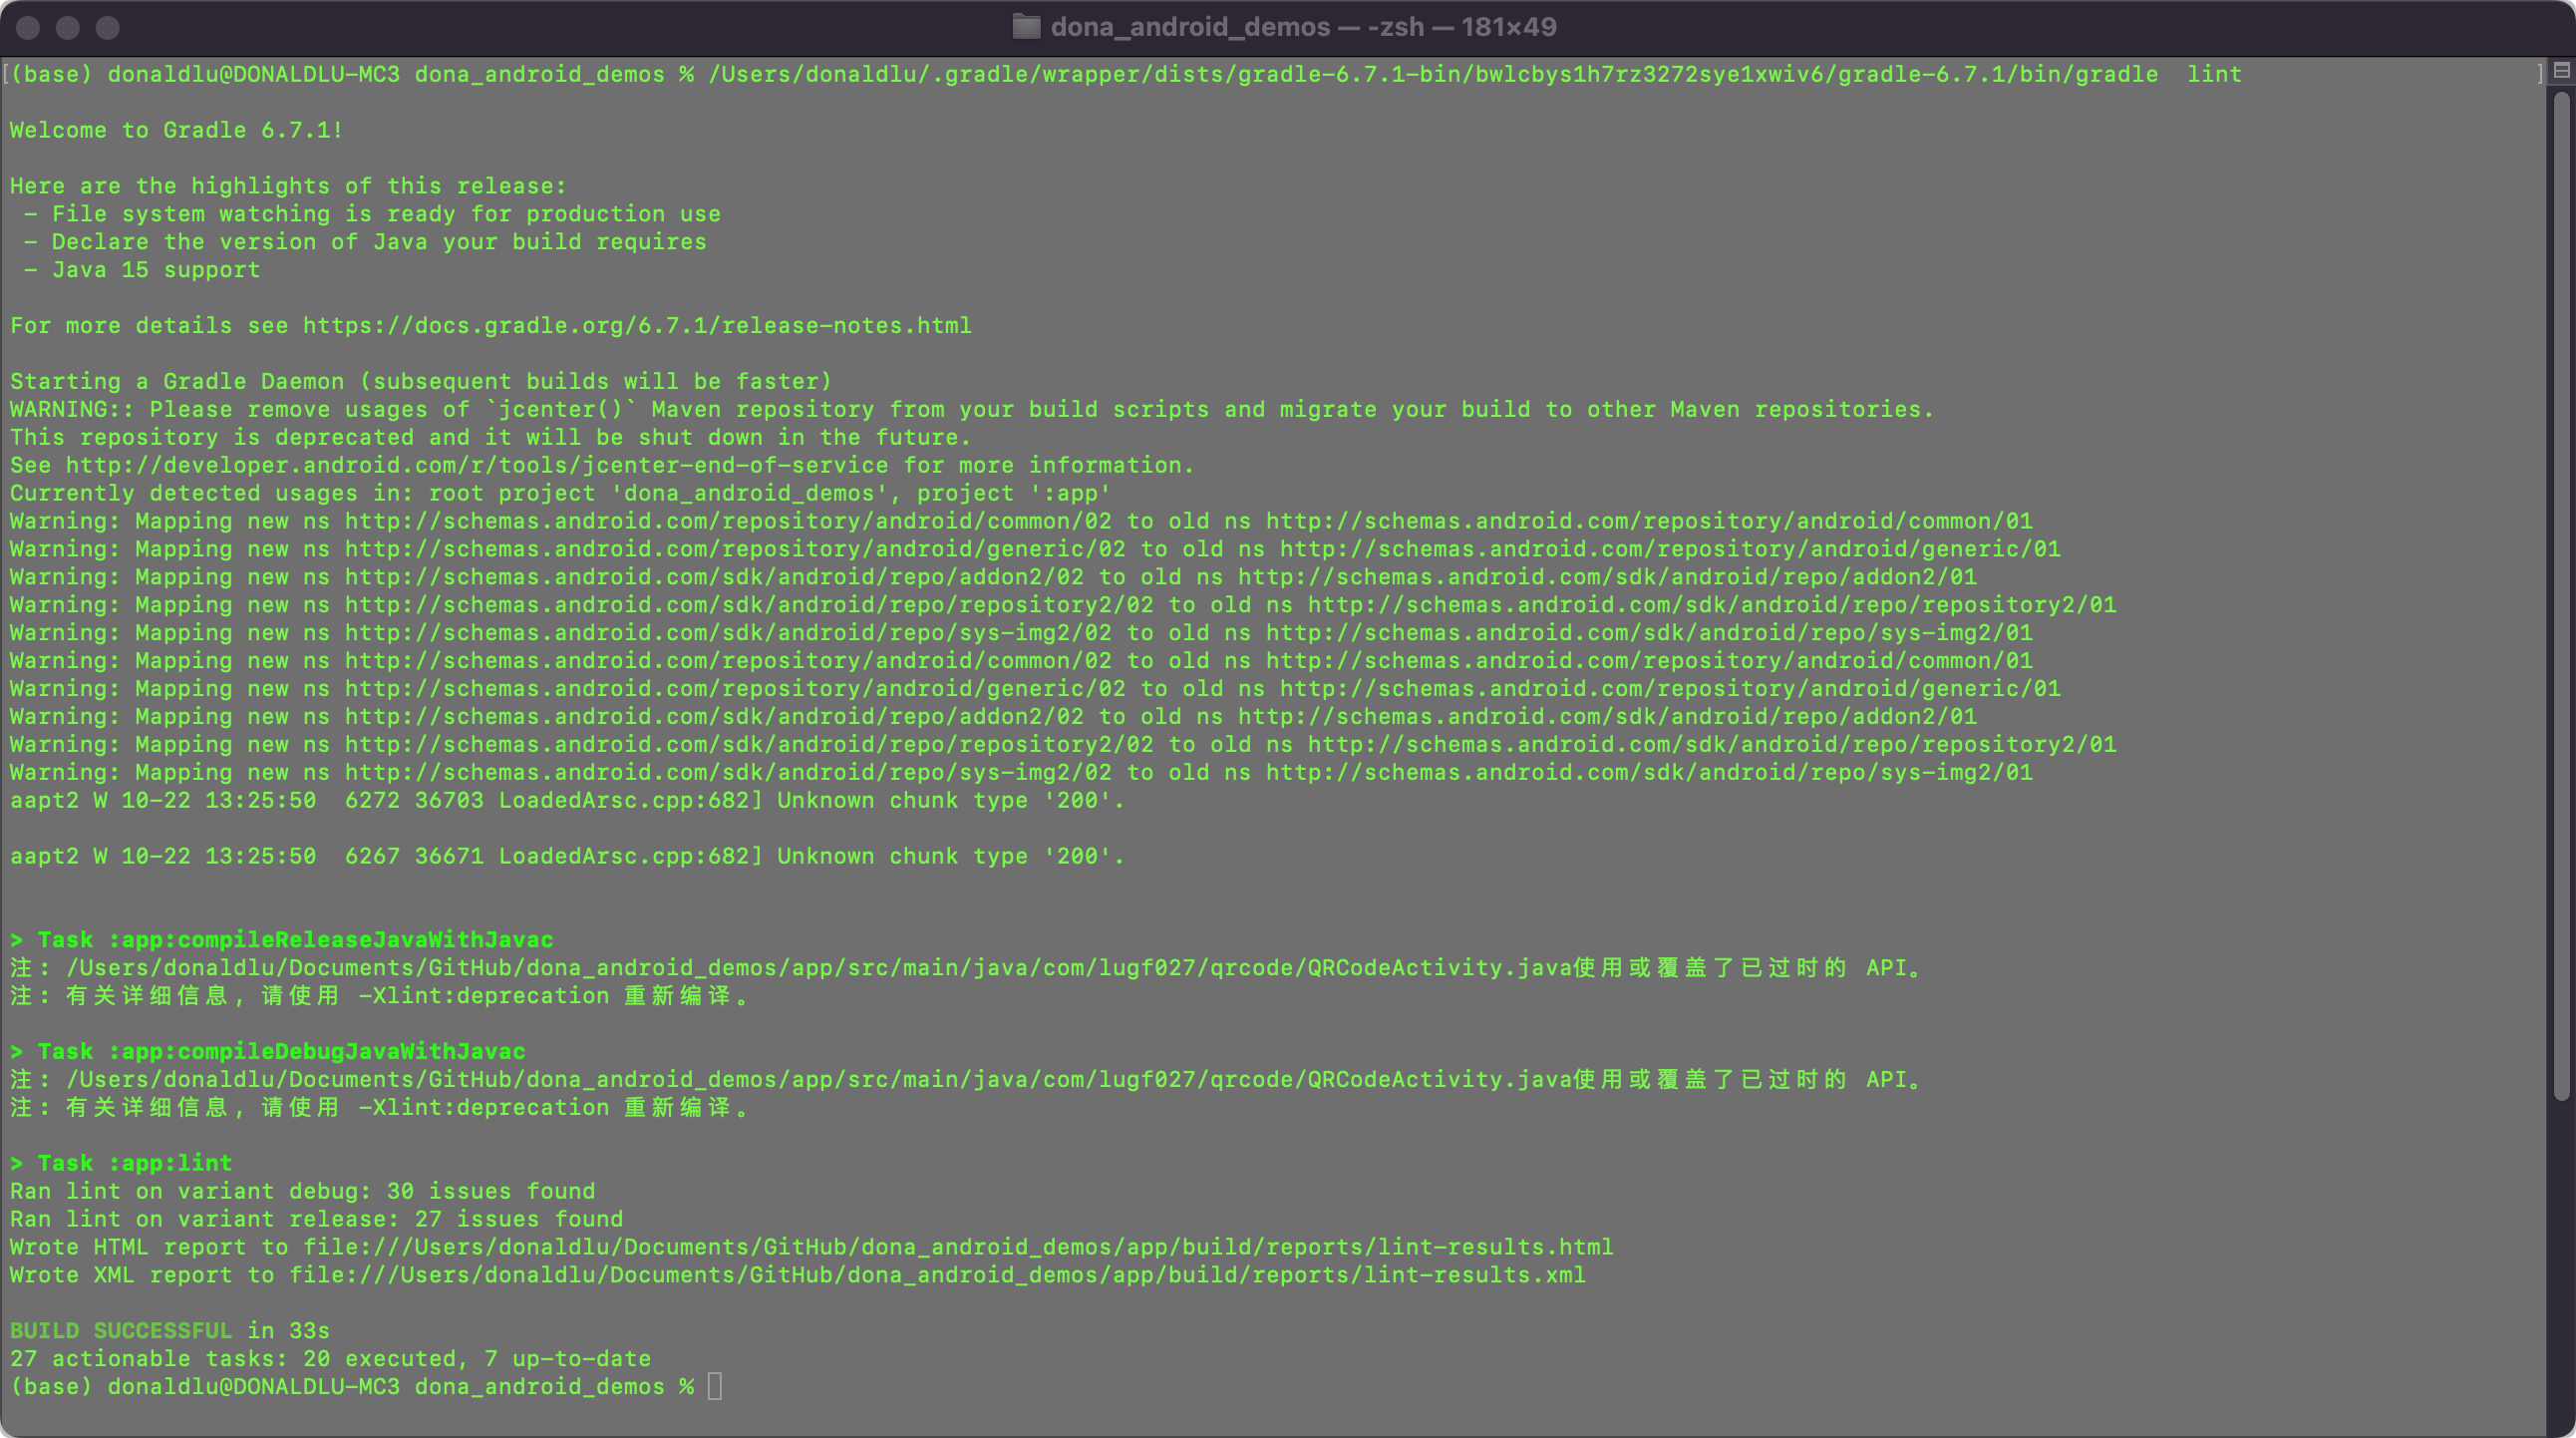 dona_android_demos — -zsh — 181×49
[(base) donaldlu@DONALDLU-MC3 dona_android_demos % /Users/donaldlu/.gradle/wrapper/dists/gradle-6.7.1-bin/bwlcbys1h7rz3272sye1xwiv6/gradle-6.7.1/bin/gradle  lint ]
Welcome to Gradle 6.7.1!
Here are the highlights of this release:
 - File system watching is ready for production use
 - Declare the version of Java your build requires
 - Java 15 support
For more details see https://docs.gradle.org/6.7.1/release-notes.html
Starting a Gradle Daemon (subsequent builds will be faster)
WARNING:: Please remove usages of `jcenter()` Maven repository from your build scripts and migrate your build to other Maven repositories.
This repository is deprecated and it will be shut down in the future.
See http://developer.android.com/r/tools/jcenter-end-of-service for more information.
Currently detected usages in: root project 'dona_android_demos', project ':app'
Warning: Mapping new ns http://schemas.android.com/repository/android/common/02 to old ns http://schemas.android.com/repository/android/common/01
Warning: Mapping new ns http://schemas.android.com/repository/android/generic/02 to old ns http://schemas.android.com/repository/android/generic/01
Warning: Mapping new ns http://schemas.android.com/sdk/android/repo/addon2/02 to old ns http://schemas.android.com/sdk/android/repo/addon2/01
Warning: Mapping new ns http://schemas.android.com/sdk/android/repo/repository2/02 to old ns http://schemas.android.com/sdk/android/repo/repository2/01
Warning: Mapping new ns http://schemas.android.com/sdk/android/repo/sys-img2/02 to old ns http://schemas.android.com/sdk/android/repo/sys-img2/01
Warning: Mapping new ns http://schemas.android.com/repository/android/common/02 to old ns http://schemas.android.com/repository/android/common/01
Warning: Mapping new ns http://schemas.android.com/repository/android/generic/02 to old ns http://schemas.android.com/repository/android/generic/01
Warning: Mapping new ns http://schemas.android.com/sdk/android/repo/addon2/02 to old ns http://schemas.android.com/sdk/android/repo/addon2/01
Warning: Mapping new ns http://schemas.android.com/sdk/android/repo/repository2/02 to old ns http://schemas.android.com/sdk/android/repo/repository2/01
Warning: Mapping new ns http://schemas.android.com/sdk/android/repo/sys-img2/02 to old ns http://schemas.android.com/sdk/android/repo/sys-img2/01
aapt2 W 10-22 13:25:50  6272 36703 LoadedArsc.cpp:682] Unknown chunk type '200'.
aapt2 W 10-22 13:25:50  6267 36671 LoadedArsc.cpp:682] Unknown chunk type '200'.
> Task :app:compileReleaseJavaWithJavac
注: /Users/donaldlu/Documents/GitHub/dona_android_demos/app/src/main/java/com/lugf027/qrcode/QRCodeActivity.java使用或覆盖了已过时的 API。
注: 有关详细信息, 请使用 -Xlint:deprecation 重新编译。
> Task :app:compileDebugJavaWithJavac
注: /Users/donaldlu/Documents/GitHub/dona_android_demos/app/src/main/java/com/lugf027/qrcode/QRCodeActivity.java使用或覆盖了已过时的 API。
注: 有关详细信息, 请使用 -Xlint:deprecation 重新编译。
> Task :app:lint
Ran lint on variant debug: 30 issues found
Ran lint on variant release: 27 issues found
Wrote HTML report to file:///Users/donaldlu/Documents/GitHub/dona_android_demos/app/build/reports/lint-results.html
Wrote XML report to file:///Users/donaldlu/Documents/GitHub/dona_android_demos/app/build/reports/lint-results.xml
BUILD SUCCESSFUL in 33s
27 actionable tasks: 20 executed, 7 up-to-date
(base) donaldlu@DONALDLU-MC3 dona_android_demos %